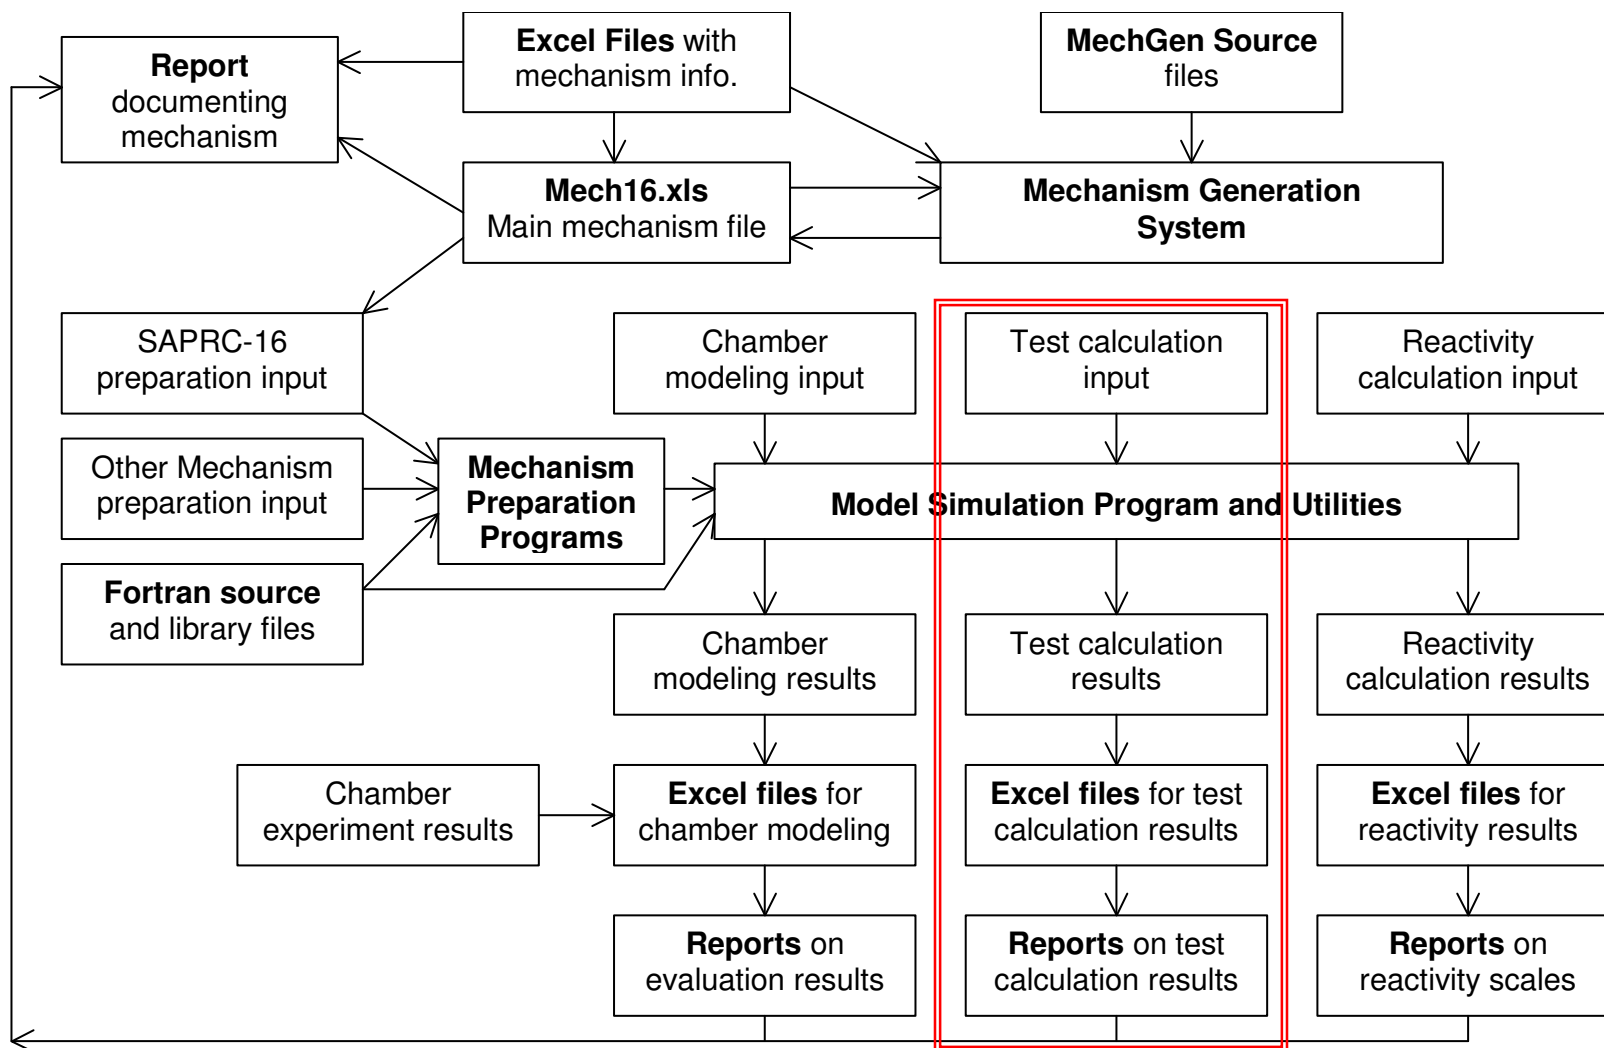 Report
documenting
mechanism
Excel Files with
mechanism info.
MechGen Source
files
Mech16.xls
Main mechanism file
Mechanism Generation
System
SAPRC-16
preparation input
Chamber
modeling input
Test calculation
input
Reactivity
calculation input
Other Mechanism
preparation input
Mechanism
Preparation
Programs
Model Simulation Program and Utilities
Fortran source
and library files
Chamber
modeling results
Test calculation
results
Reactivity
calculation results
Chamber
experiment results
Excel files for
chamber modeling
Excel files for test
calculation results
Excel files for
reactivity results
Reports on
evaluation results
Reports on test
calculation results
Reports on
reactivity scales